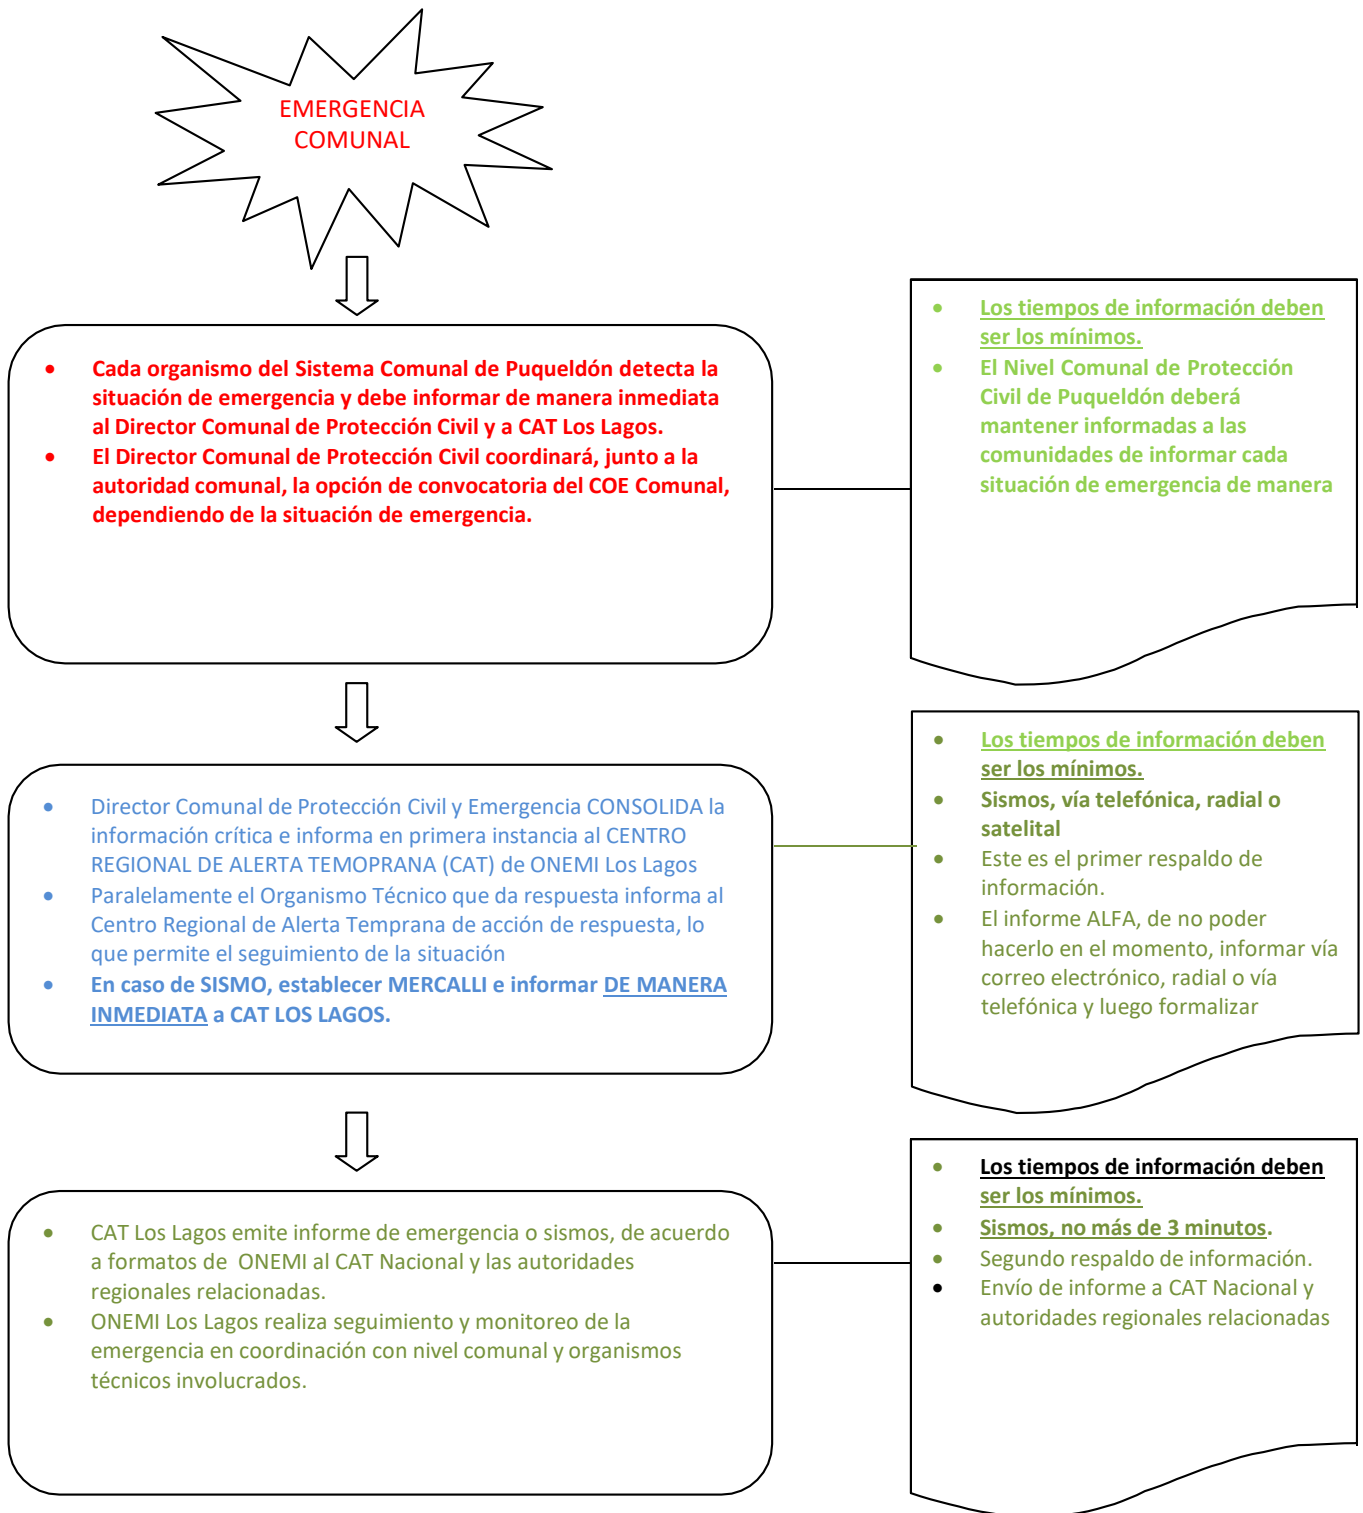 EMERGENCIA
COMUNAL
• Cada organismo del Sistema Comunal de Puqueldón detecta la
situación de emergencia y debe informar de manera inmediata
al Director Comunal de Protección Civil y a CAT Los Lagos.
• El Director Comunal de Protección Civil coordinará, junto a la
autoridad comunal, la opción de convocatoria del COE Comunal,
dependiendo de la situación de emergencia.
• Los tiempos de información deben
ser los mínimos.
• El Nivel Comunal de Protección
Civil de Puqueldón deberá
mantener informadas a las
comunidades de informar cada
situación de emergencia de manera
• Director Comunal de Protección Civil y Emergencia CONSOLIDA la
información crítica e informa en primera instancia al CENTRO
REGIONAL DE ALERTA TEMOPRANA (CAT) de ONEMI Los Lagos
• Paralelamente el Organismo Técnico que da respuesta informa al
Centro Regional de Alerta Temprana de acción de respuesta, lo
que permite el seguimiento de la situación
• En caso de SISMO, establecer MERCALLI e informar DE MANERA
INMEDIATA a CAT LOS LAGOS.
• Los tiempos de información deben
ser los mínimos.
• Sismos, vía telefónica, radial o
satelital
• Este es el primer respaldo de
información.
• El informe ALFA, de no poder
hacerlo en el momento, informar vía
correo electrónico, radial o vía
telefónica y luego formalizar
• CAT Los Lagos emite informe de emergencia o sismos, de acuerdo
a formatos de  ONEMI al CAT Nacional y las autoridades
regionales relacionadas.
• ONEMI Los Lagos realiza seguimiento y monitoreo de la
emergencia en coordinación con nivel comunal y organismos
técnicos involucrados.
• Los tiempos de información deben
ser los mínimos.
• Sismos, no más de 3 minutos.
• Segundo respaldo de información.
• Envío de informe a CAT Nacional y
autoridades regionales relacionadas